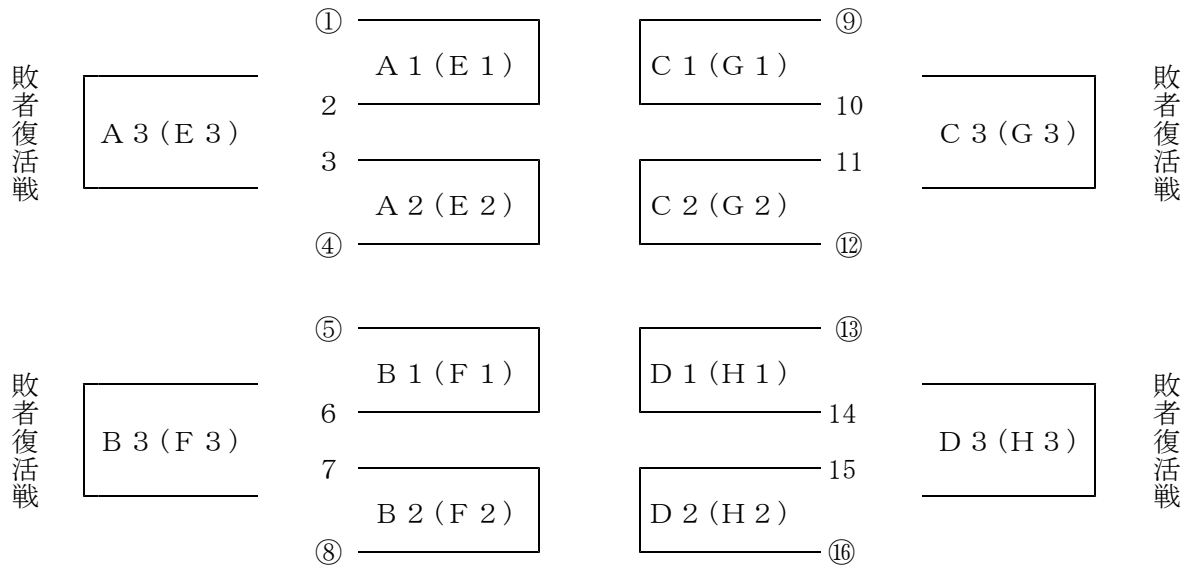 ① ⑨
A1(E1) C1(G1)
敗者復活戦 2 10 敗者復活戦
A3(E3) C3(G3)
3 11
A2(E2) C2(G2)
④ ⑫
⑤ ⑬
B1(F1) D1(H1)
敗者復活戦 6 14 敗者復活戦
B3(F3) D3(H3)
7 15
B2(F2) D2(H2)
⑧ ⑯